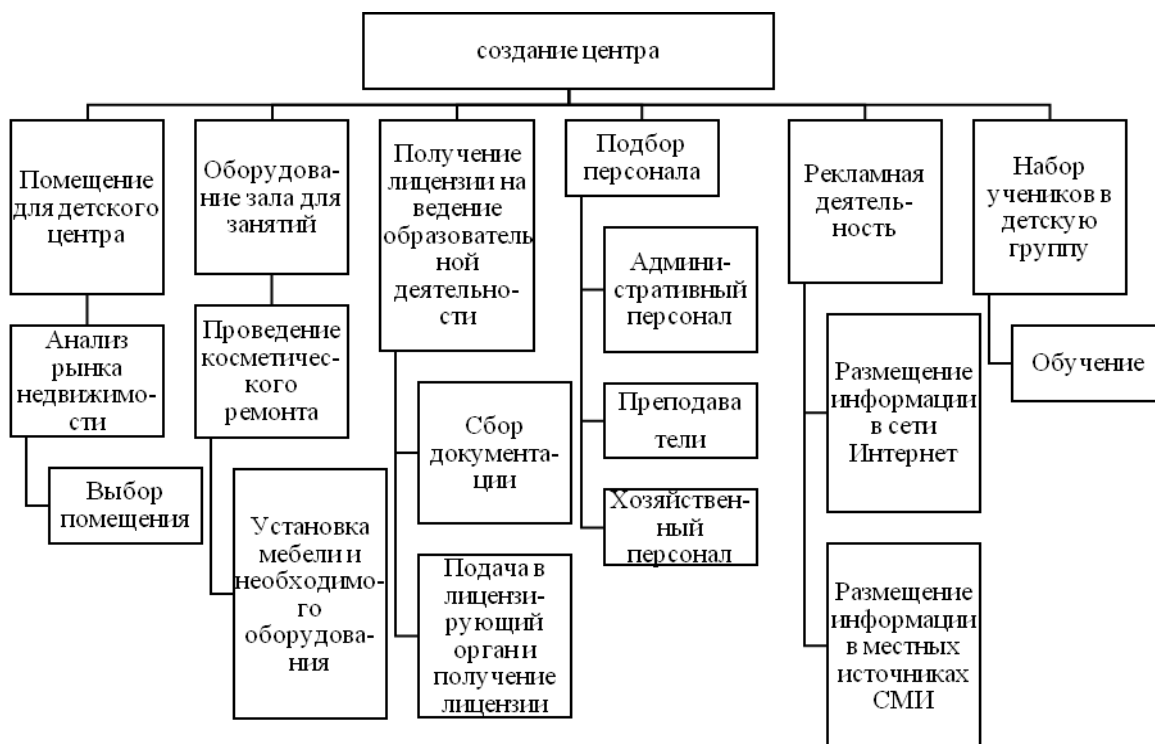 создание центра
Помещение
для детского
центра
Анализ
рынка
недвижимо-
сти
Выбор
помещения
Оборудова-
ние зала для
занятий
Проведение
косметичес-
кого
ремонта
Установка
мебели и
необходимо-
го
оборудова-
ния
Получение
лицензии на
ведение
образователь
ной
деятельно-
сти
Сбор
документа-
ции
Подача в
лицензи-
рующий
орган и
получение
лицензии
Подбор
персонала
Админи-
стративный
персонал
Преподава
тели
Хозяйствен-
ный
персонал
Рекламная
деятель-
ность
Размещение
информации
в сети
Интернет
Размещение
информации
в местных
источниках
СМИ
Набор
учеников в
детскую
группу
Обучение